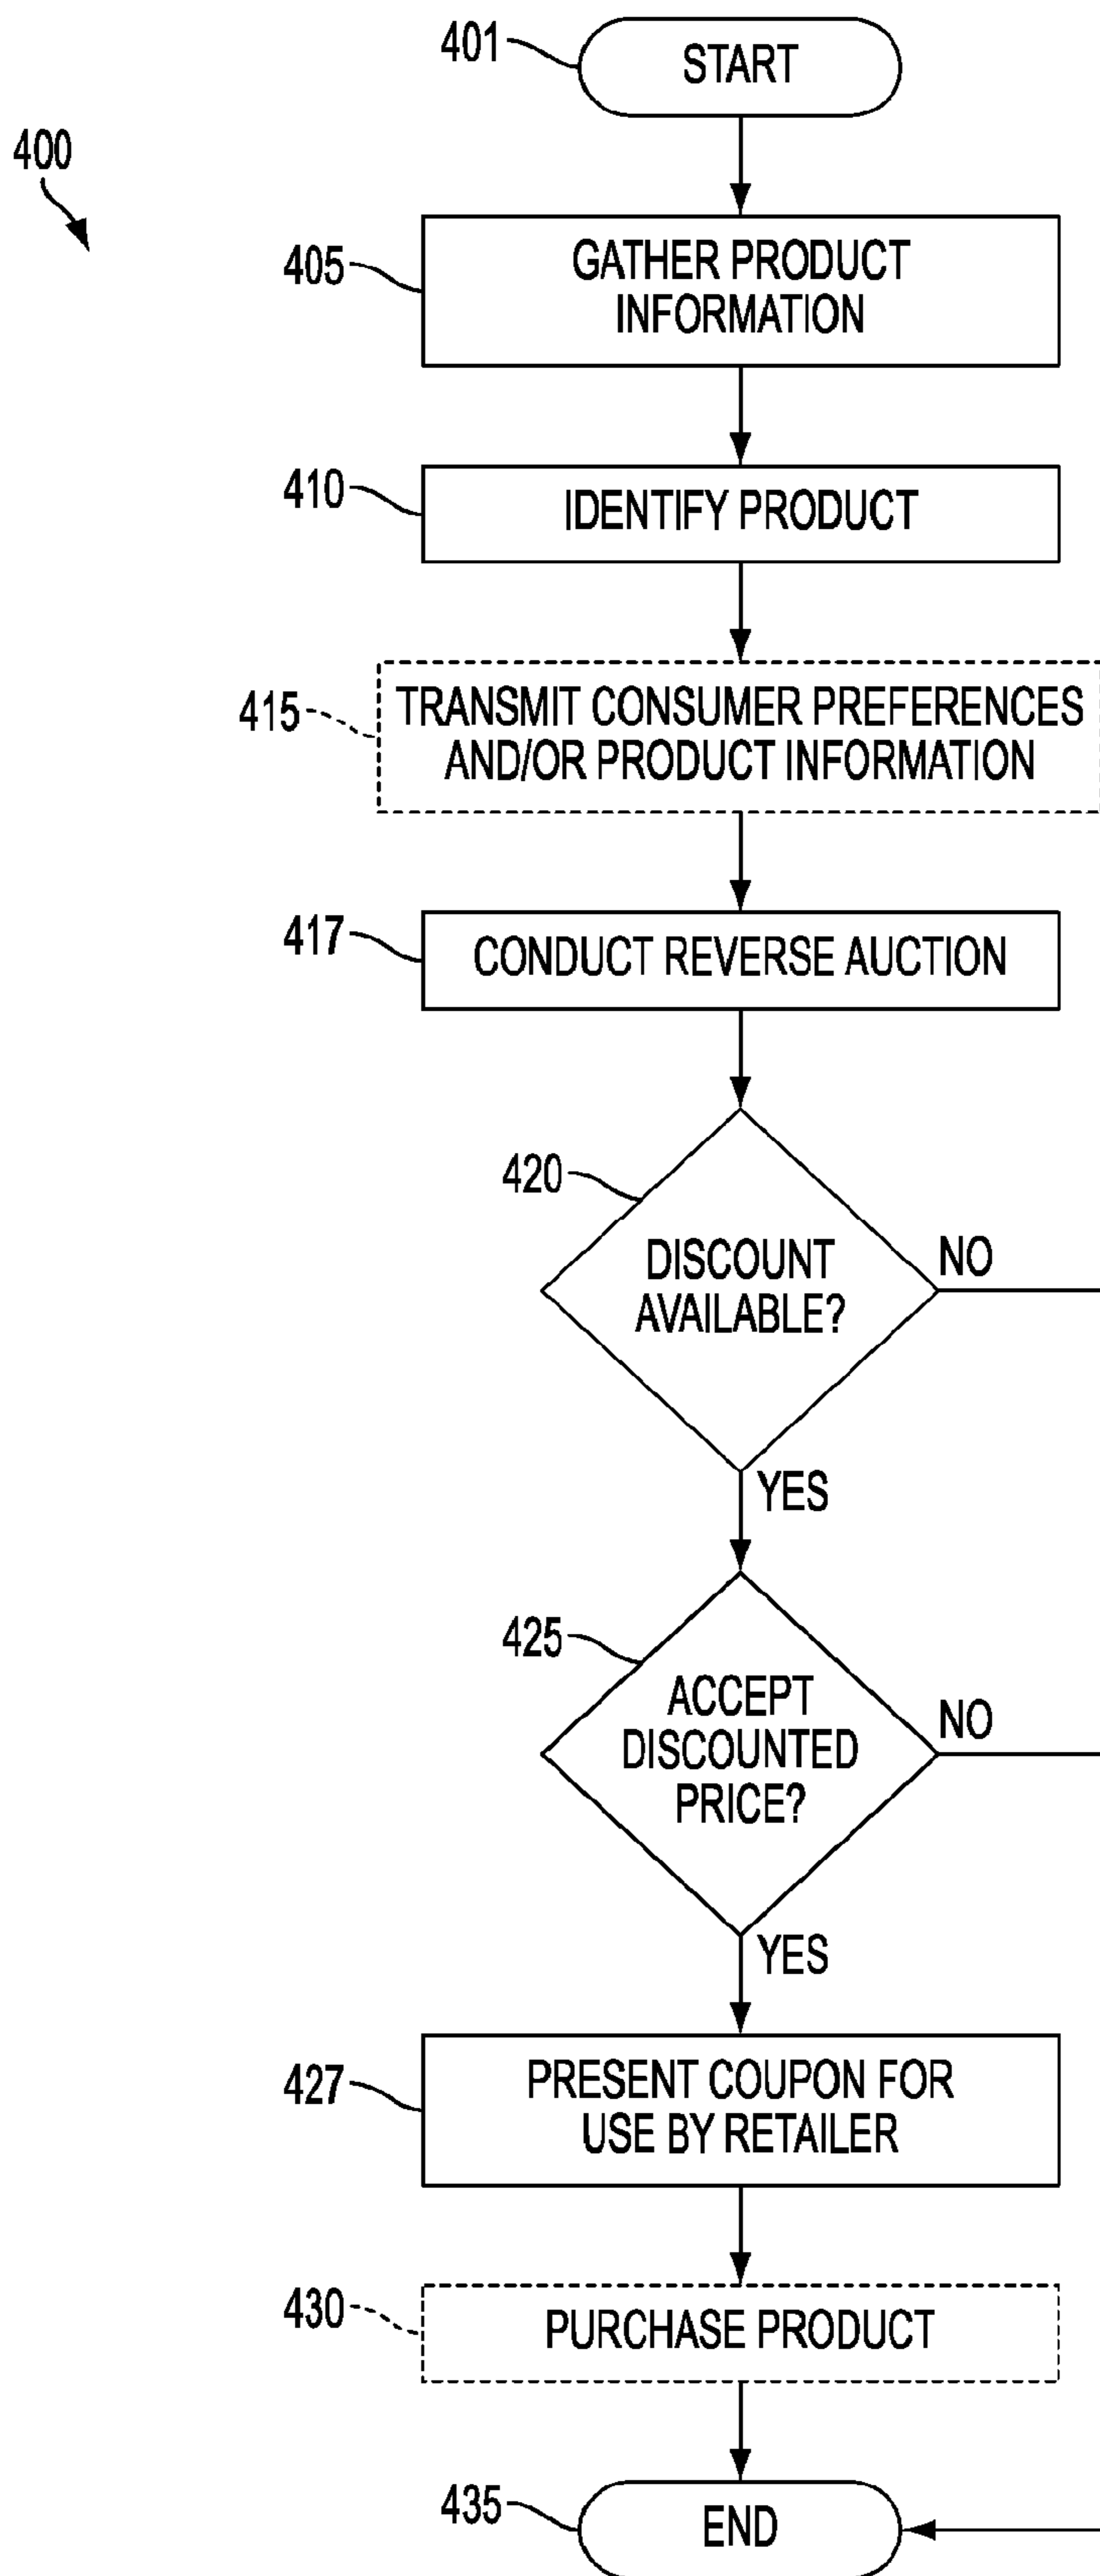 401
START
400
405
GATHER PRODUCT
INFORMATION
410
IDENTIFY PRODUCT
415
TRANSMIT CONSUMER PREFERENCES
AND/OR PRODUCT INFORMATION
417
CONDUCT REVERSE AUCTION
420
DISCOUNT
AVAILABLE?
NO
YES
425
ACCEPT
DISCOUNTED
PRICE?
NO
YES
427
PRESENT COUPON FOR
USE BY RETAILER
430
PURCHASE PRODUCT
435
END